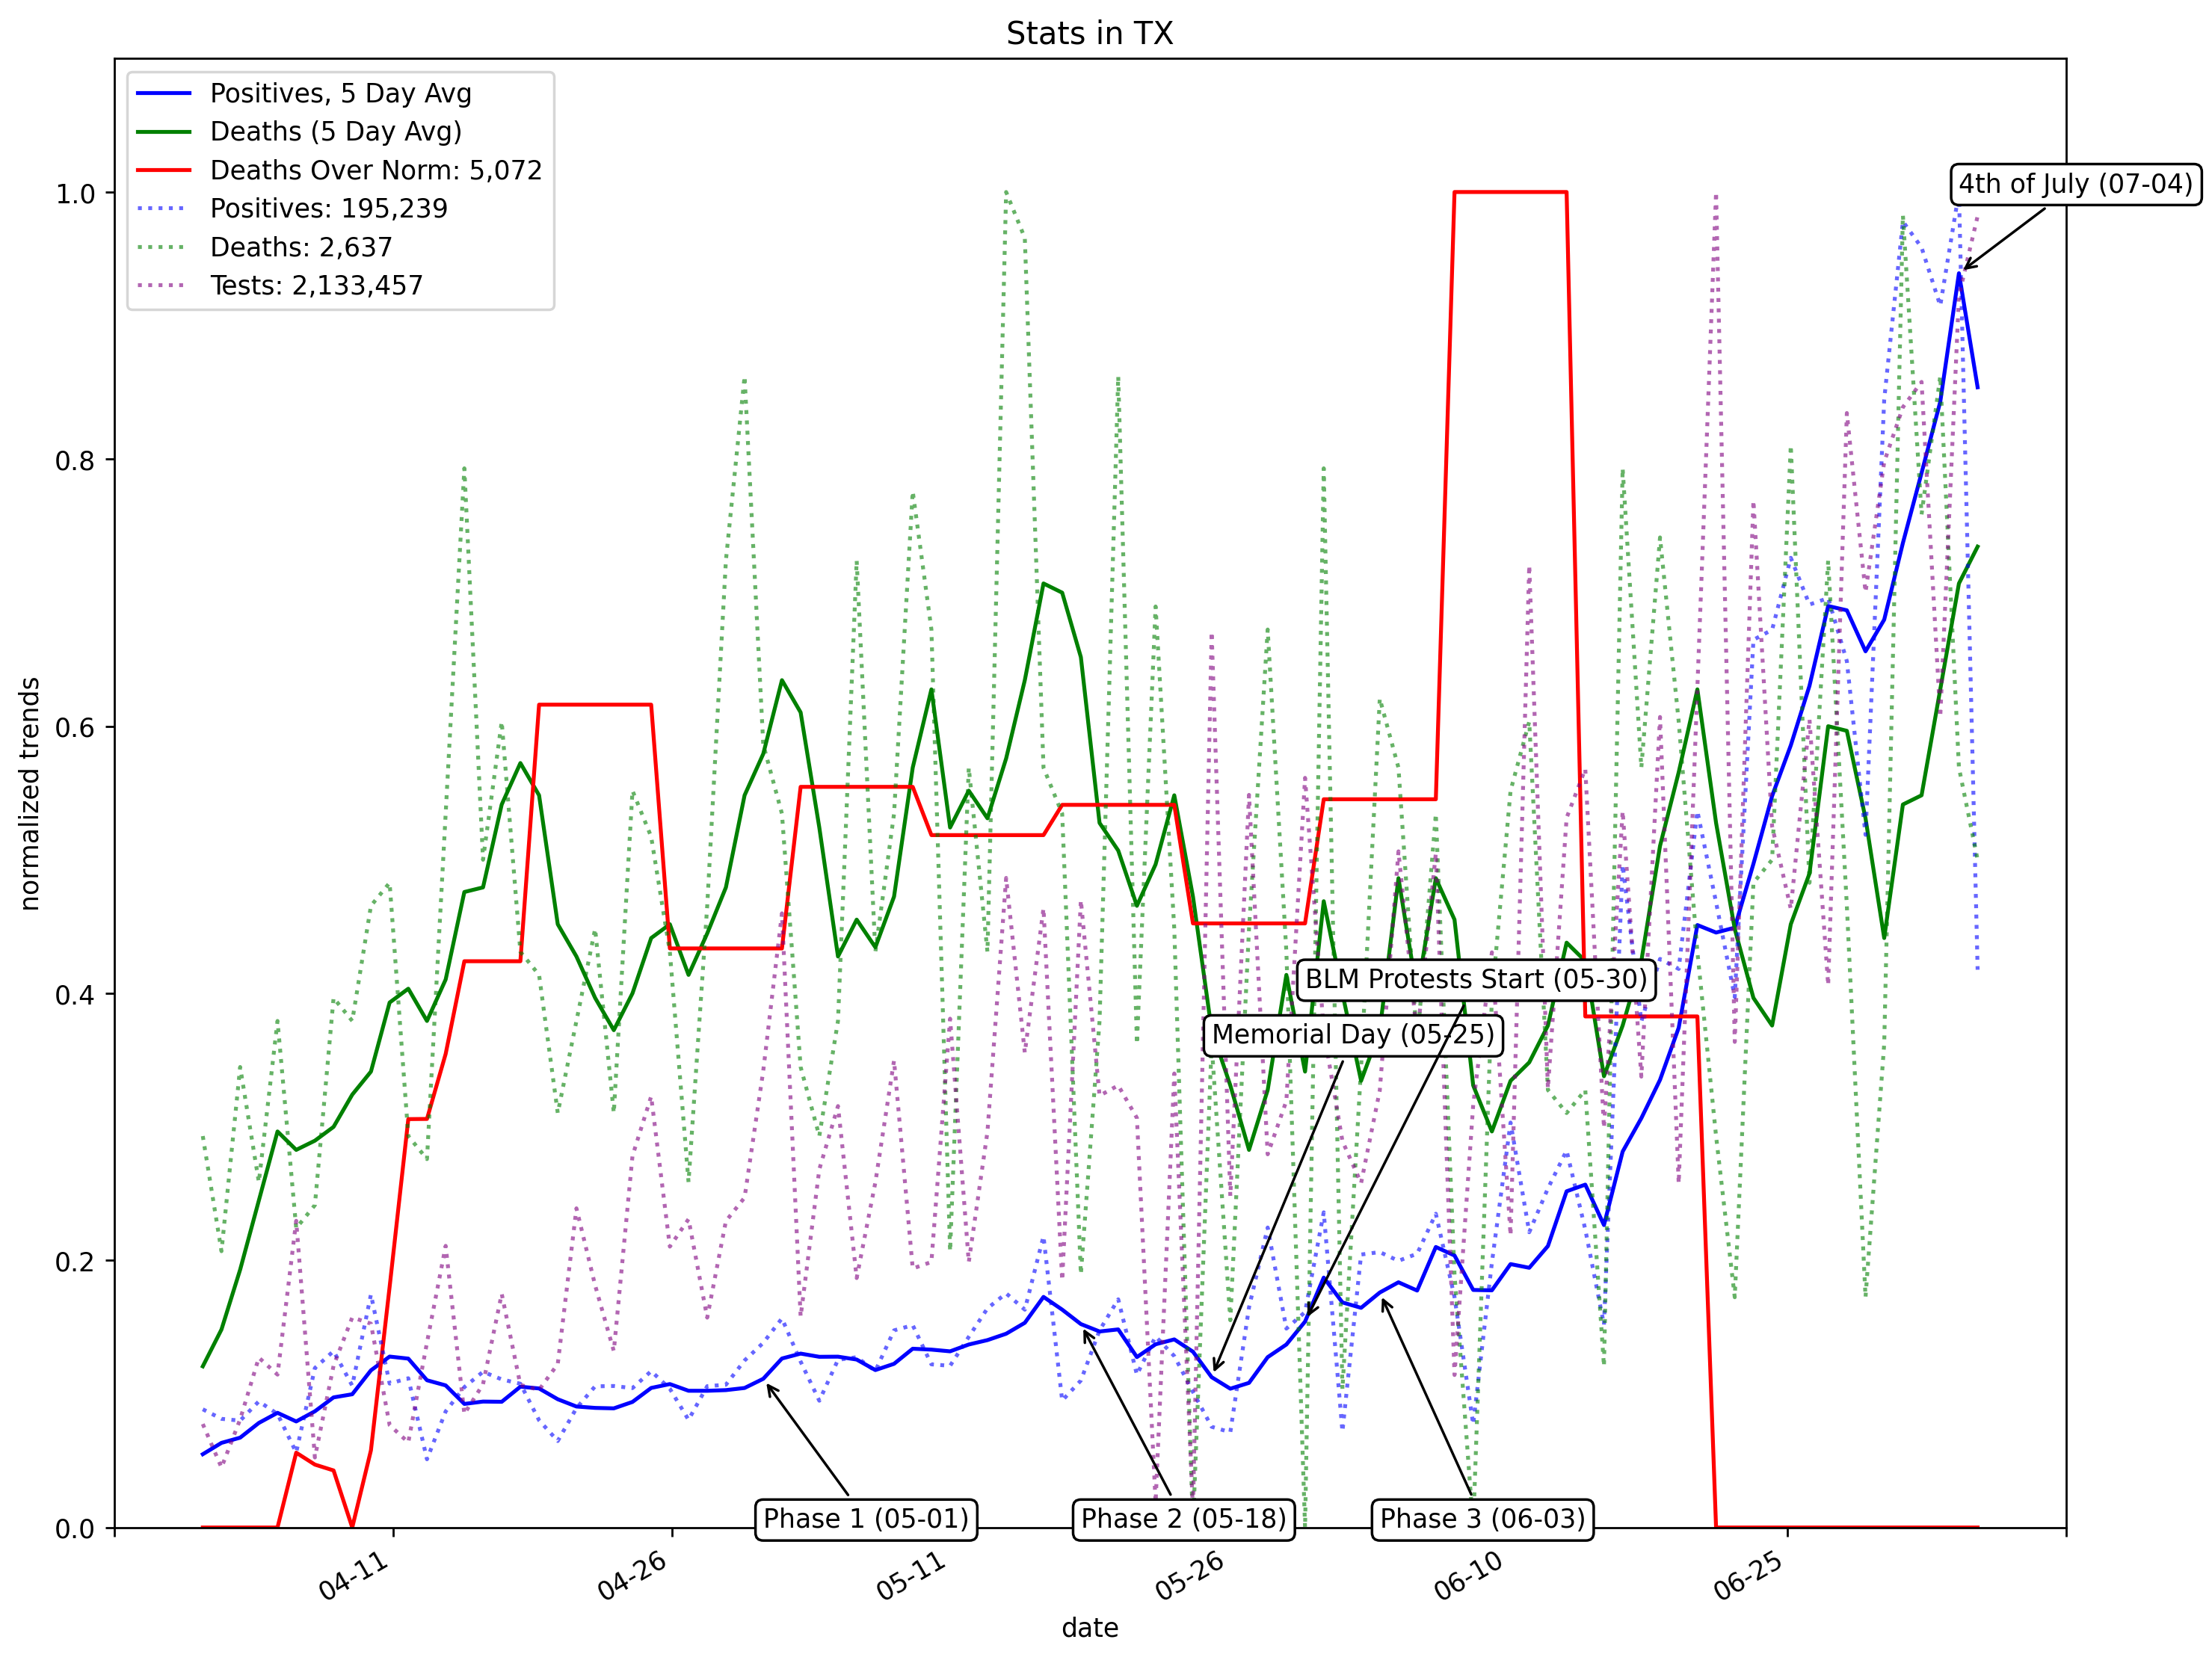 Stats in TX
Positives, 5 Day Avg
Deaths (5 Day Avg)
Deaths Over Norm: 5,072
Positives: 195,239
Deaths: 2,637
Tests: 2,133,457
4th of July (07-04)
1.0
0.8
0.6
0.4
0.2
0.0
normalized trends
BLM Protests Start (05-30)
Memorial Day (05-25)
Phase 1 (05-01)
Phase 2 (05-18)
Phase 3 (06-03)
04-11
04-26
05-11
05-26
06-10
06-25
date